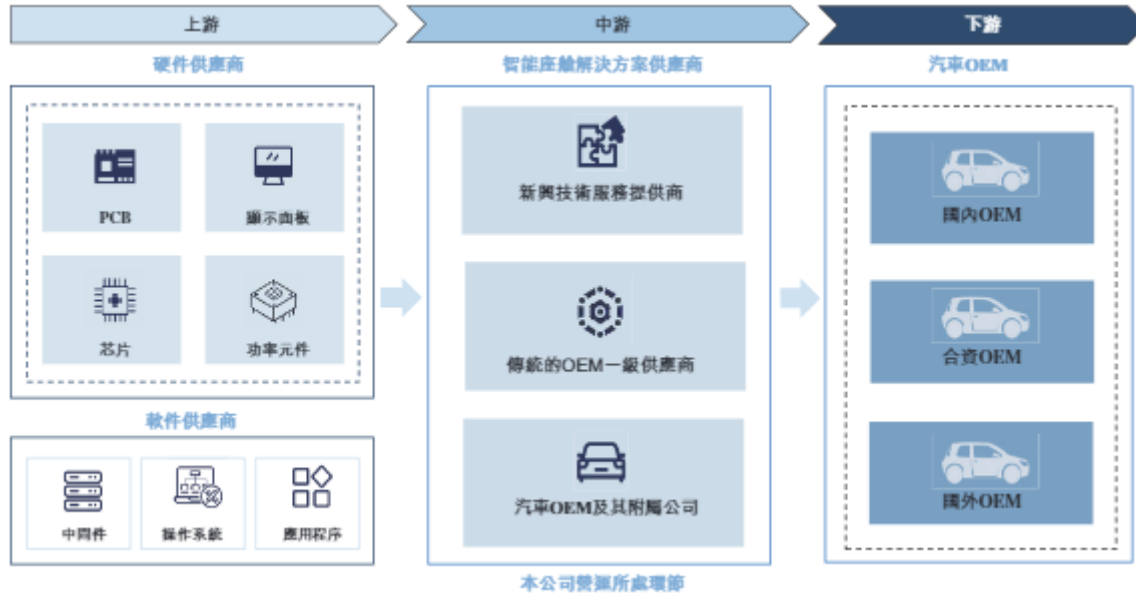 上游
中游
下游
硬件供應商
智能座艙解決方案供應商
汽車OEM
PCB
顯示面板
芯片
功率元件
軟件供應商
中間件
操作系統
應用程序
新興技術服務提供商
傳統的OEM一級供應商
汽車OEM及其附屬公司
本公司營運所處環節
國內OEM
合資OEM
國外OEM